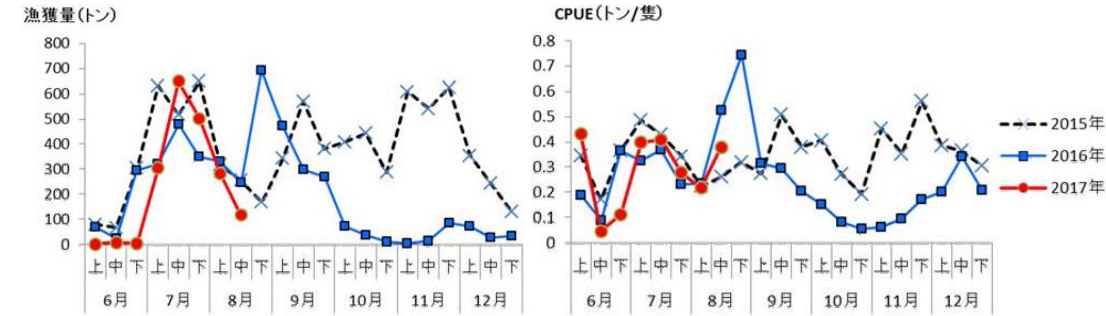 漁獲量(トン)
800
700
600
500
400
300
200
100
0
上 中 下 上 中 下 上 中 下 上 中 下 上 中 下 上 中 下 上 中 下
6月 7月 8月 9月 10月 11月 12月
CPUE(トン/隻)
0.8
0.7
0.6
0.5
0.4
0.3
0.2
0.1
0
上 中 下 上 中 下 上 中 下 上 中 下 上 中 下 上 中 下 上 中 下
6月 7月 8月 9月 10月 11月 12月
2015年
2016年
2017年